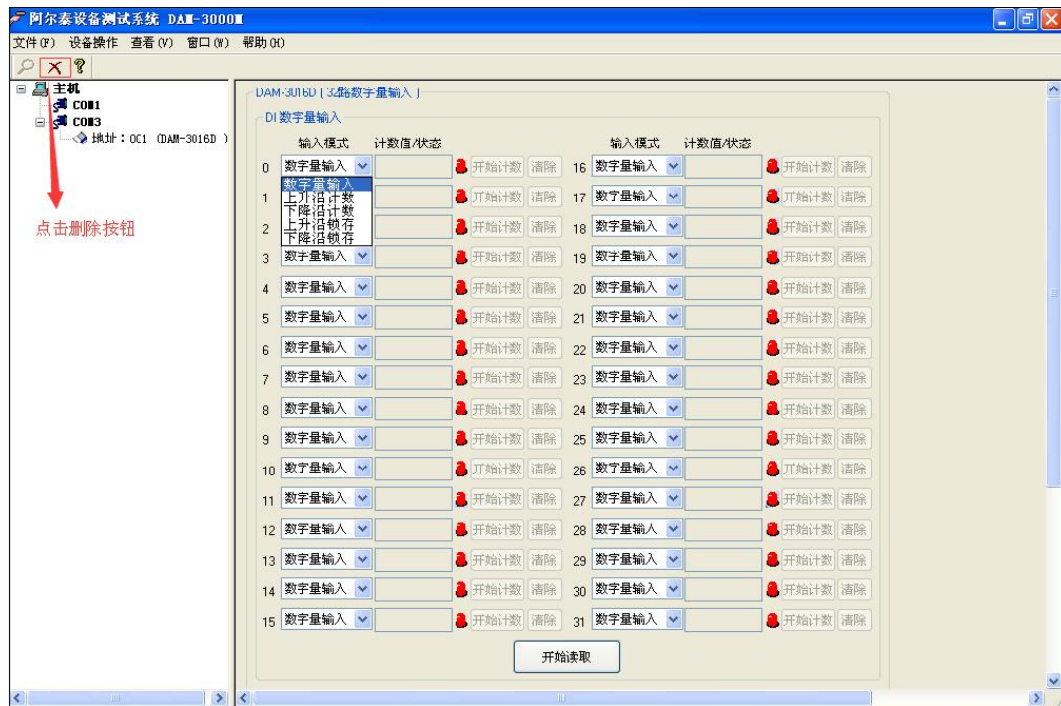 阿尔泰设备测试系统 DAM-3000M
文件(F) 设备操作 查看(V) 窗口(W) 帮助(H)
主机
COM1
COM3
地址:0C1 (DAM-3016D )
点击删除按钮
DAM-3016D ( 32路数字量输入 )
DI 数字量输入
输入模式 计数值/状态 输入模式 计数值/状态
0 数字量输入 开始计数 清除 16 数字量输入 开始计数 清除
数字量输入
上升沿计数
下降沿计数
上升沿锁存
下降沿锁存
1 开始计数 清除 17 数字量输入 开始计数 清除
2 开始计数 清除 18 数字量输入 开始计数 清除
3 数字量输入 开始计数 清除 19 数字量输入 开始计数 清除
4 数字量输入 开始计数 清除 20 数字量输入 开始计数 清除
5 数字量输入 开始计数 清除 21 数字量输入 开始计数 清除
6 数字量输入 开始计数 清除 22 数字量输入 开始计数 清除
7 数字量输入 开始计数 清除 23 数字量输入 开始计数 清除
8 数字量输入 开始计数 清除 24 数字量输入 开始计数 清除
9 数字量输入 开始计数 清除 25 数字量输入 开始计数 清除
10 数字量输入 开始计数 清除 26 数字量输入 开始计数 清除
11 数字量输入 开始计数 清除 27 数字量输入 开始计数 清除
12 数字量输入 开始计数 清除 28 数字量输入 开始计数 清除
13 数字量输入 开始计数 清除 29 数字量输入 开始计数 清除
14 数字量输入 开始计数 清除 30 数字量输入 开始计数 清除
15 数字量输入 开始计数 清除 31 数字量输入 开始计数 清除
开始读取